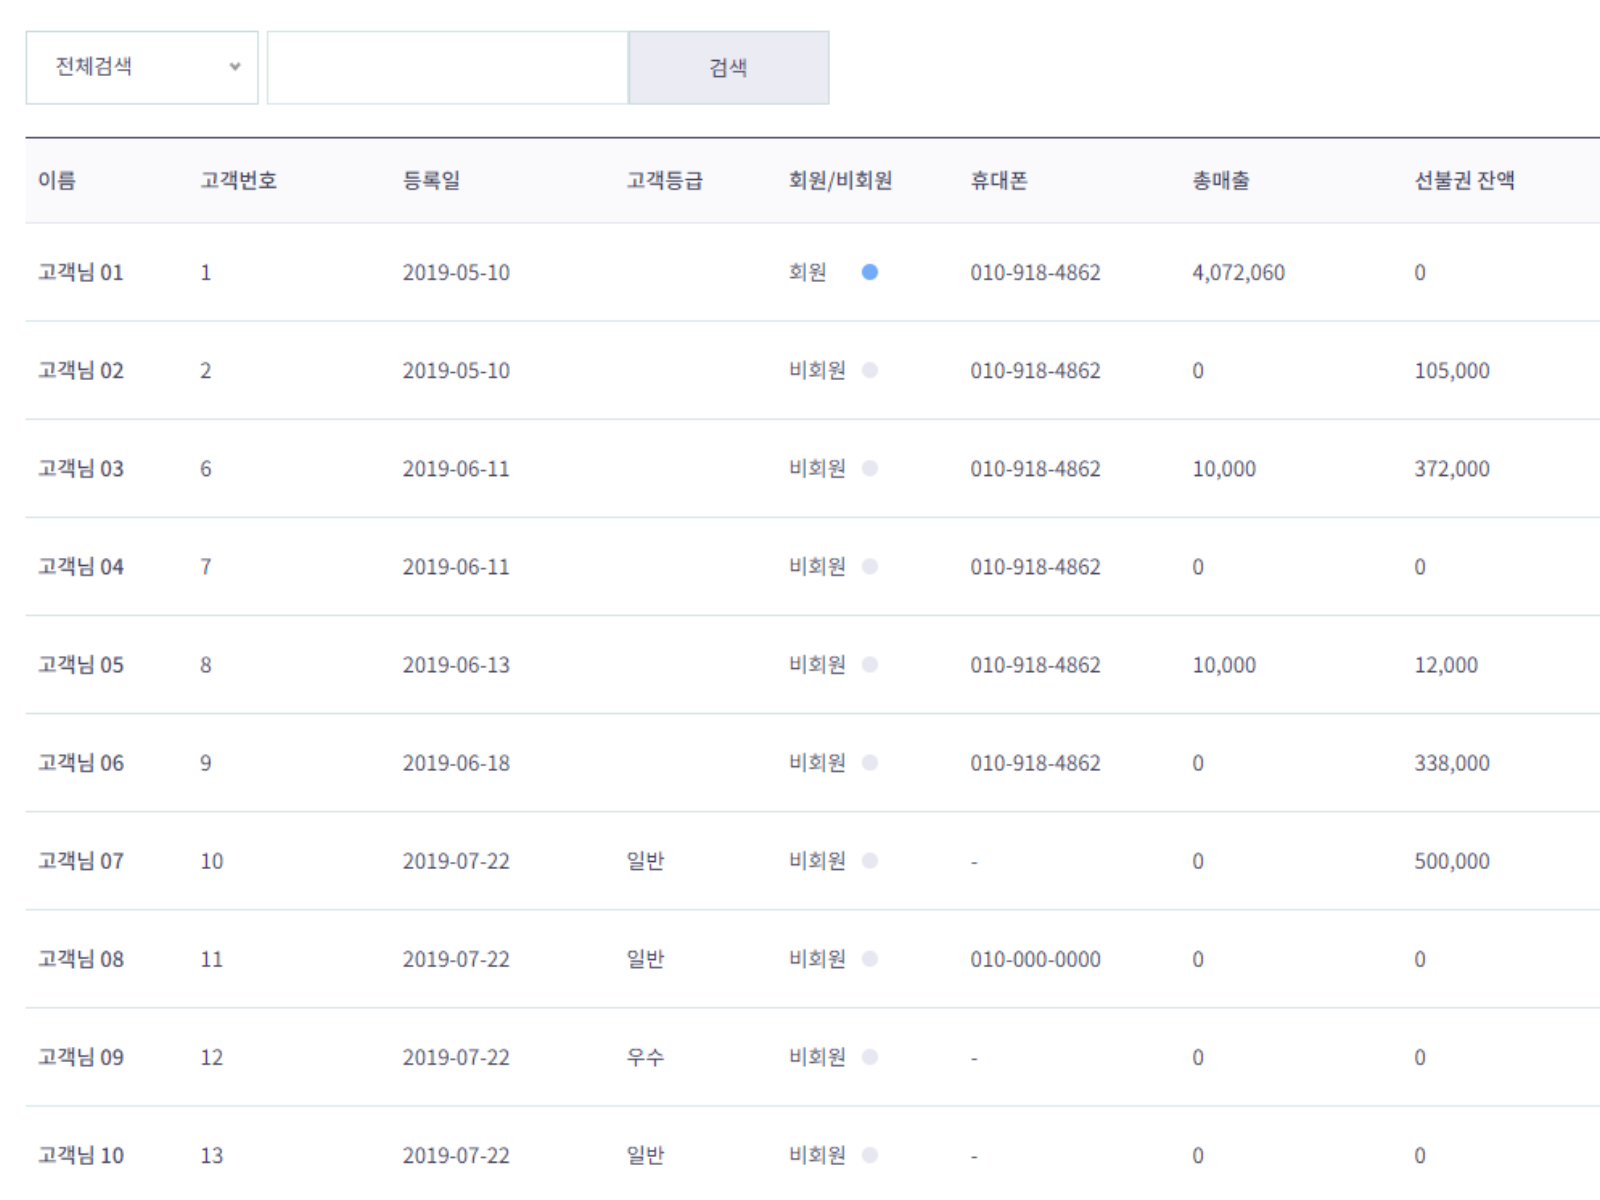 전체검색 검색
이름 고객번호 등록일 고객등급 회원/비회원 휴대폰 총매출 선불권 잔액
고객님 01 1 2019-05-10 회원 010-918-4862 4,072,060 0
고객님 02 2 2019-05-10 비회원 010-918-4862 0 105,000
고객님 03 6 2019-06-11 비회원 010-918-4862 10,000 372,000
고객님 04 7 2019-06-11 비회원 010-918-4862 0 0
고객님 05 8 2019-06-13 비회원 010-918-4862 10,000 12,000
고객님 06 9 2019-06-18 비회원 010-918-4862 0 338,000
고객님 07 10 2019-07-22 일반 비회원 - 0 500,000
고객님 08 11 2019-07-22 일반 비회원 010-000-0000 0 0
고객님 09 12 2019-07-22 우수 비회원 - 0 0
고객님 10 13 2019-07-22 일반 비회원 - 0 0